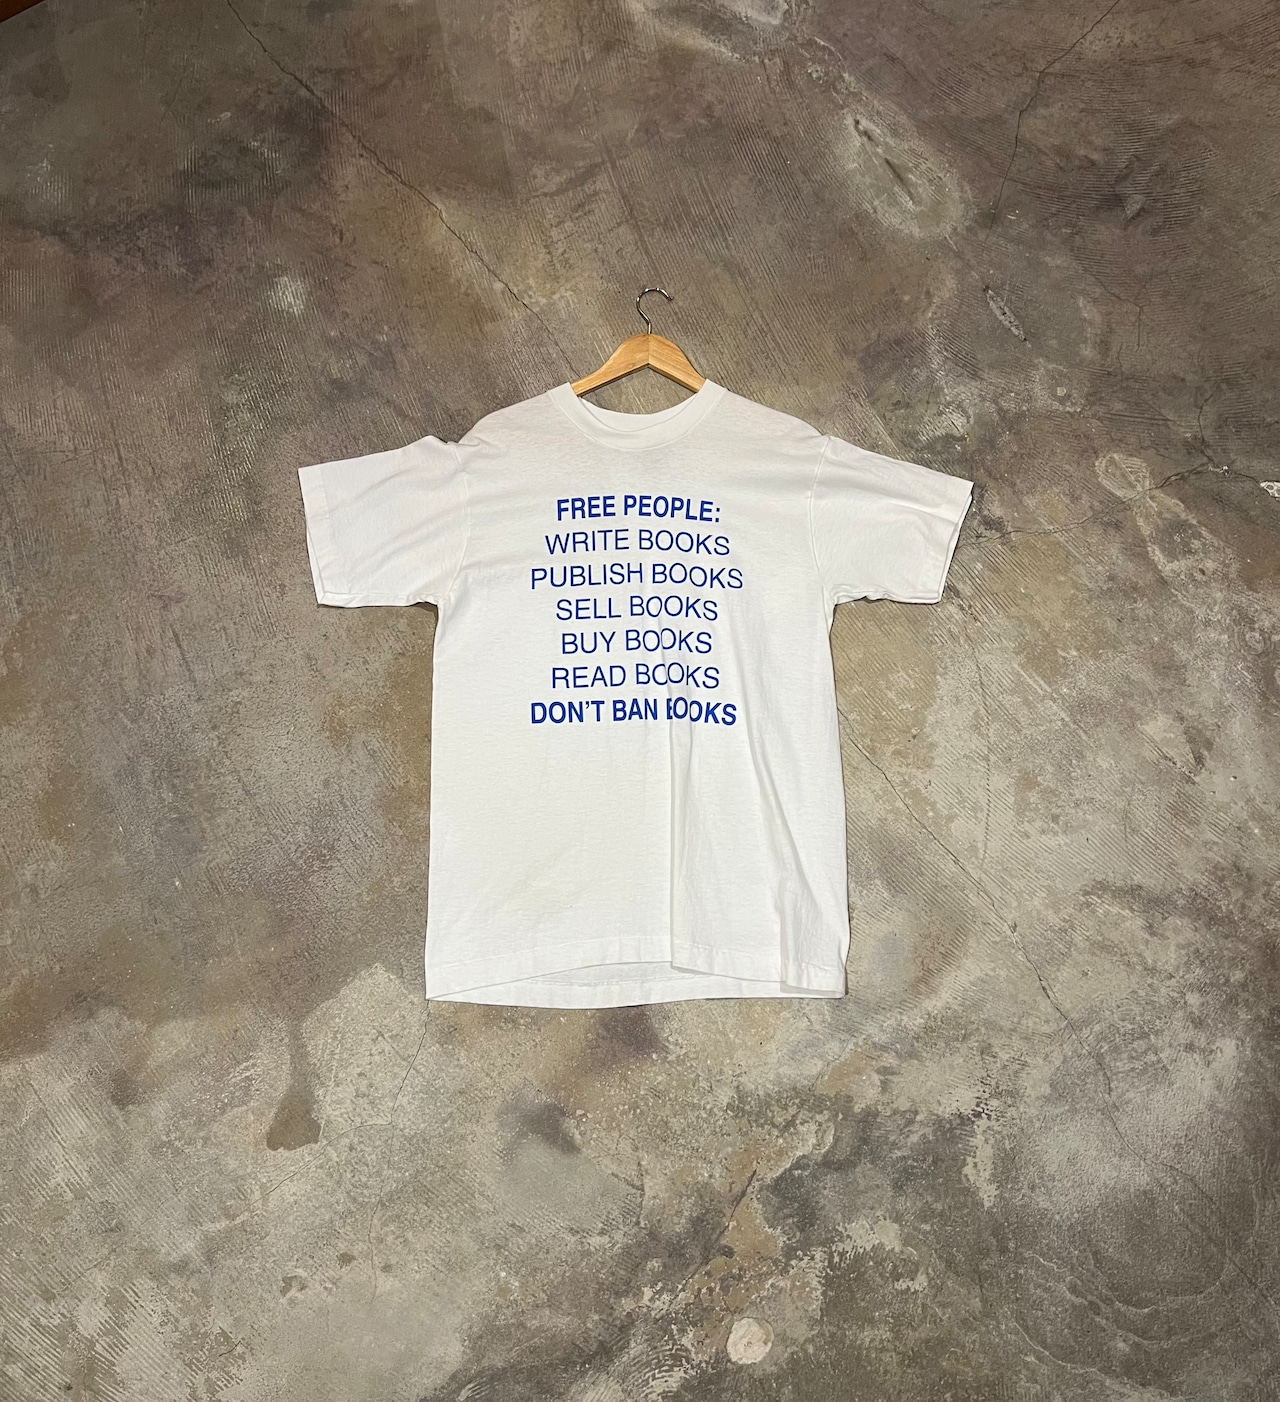 FREE PEOPLE:
WRITE BOOKS
PUBLISH BOOKS
SELL BOOKS
BUY BOOKS
READ BOOKS
DON'T BAN BOOKS